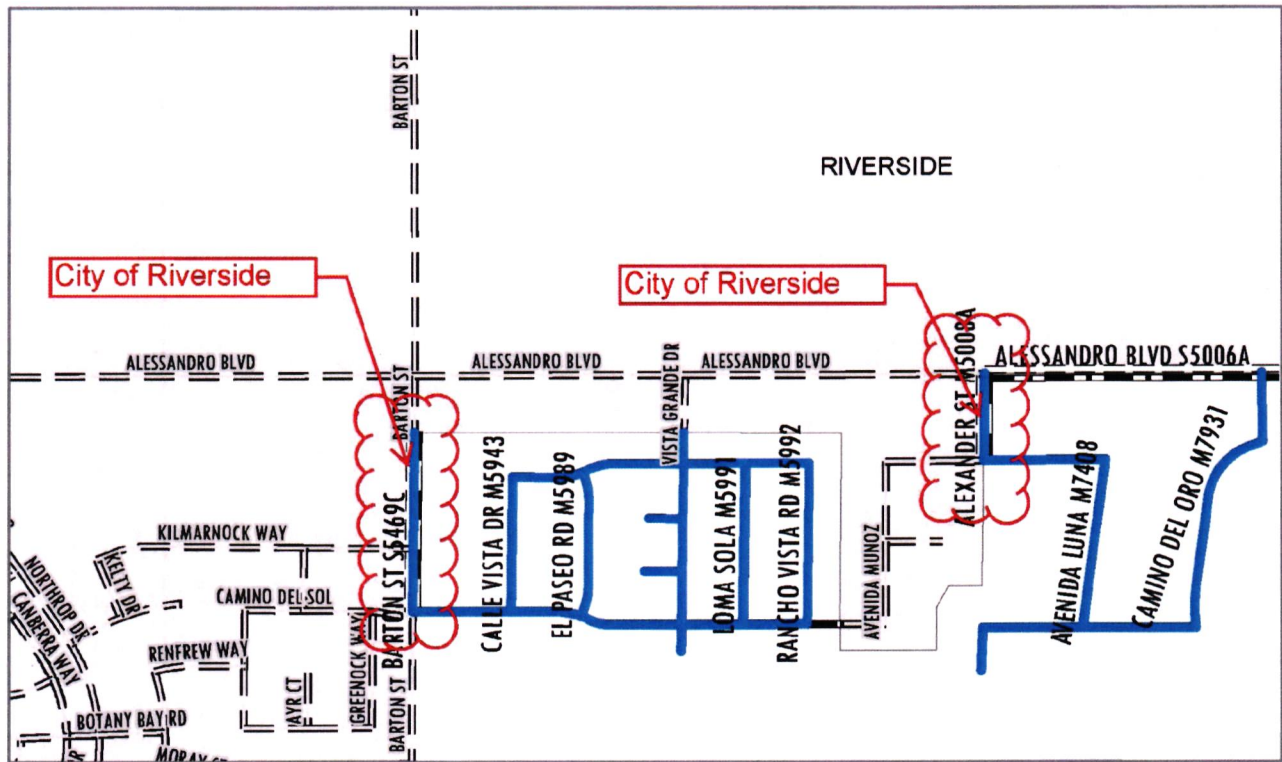 BARTON ST
RIVERSIDE
City of Riverside
City of Riverside
ALESSANDRO BLVD
ALESSANDRO BLVD
ALESSANDRO BLVD
ALESSANDRO BLVD S5006A
BARTON ST
VISTA GRANDE DR
ALEXANDER ST M5008A
BARTON ST S5469C
CALLE VISTA DR M5943
EL PASEO RD M5989
LOMA SOLA M5991
RANCHO VISTA RD M5992
AVENIDA MUNOZ
AVENIDA LUNA M7408
CAMINO DEL ORO M7931
KILMARNOCK WAY
KELTY DR
NORTHROP DR
CANBERRA WAY
CAMINO DEL SOL
RENFREW WAY
GREENOCK WAY
AYR CT
BARTON ST
BOTANY BAY RD
MORAY ST